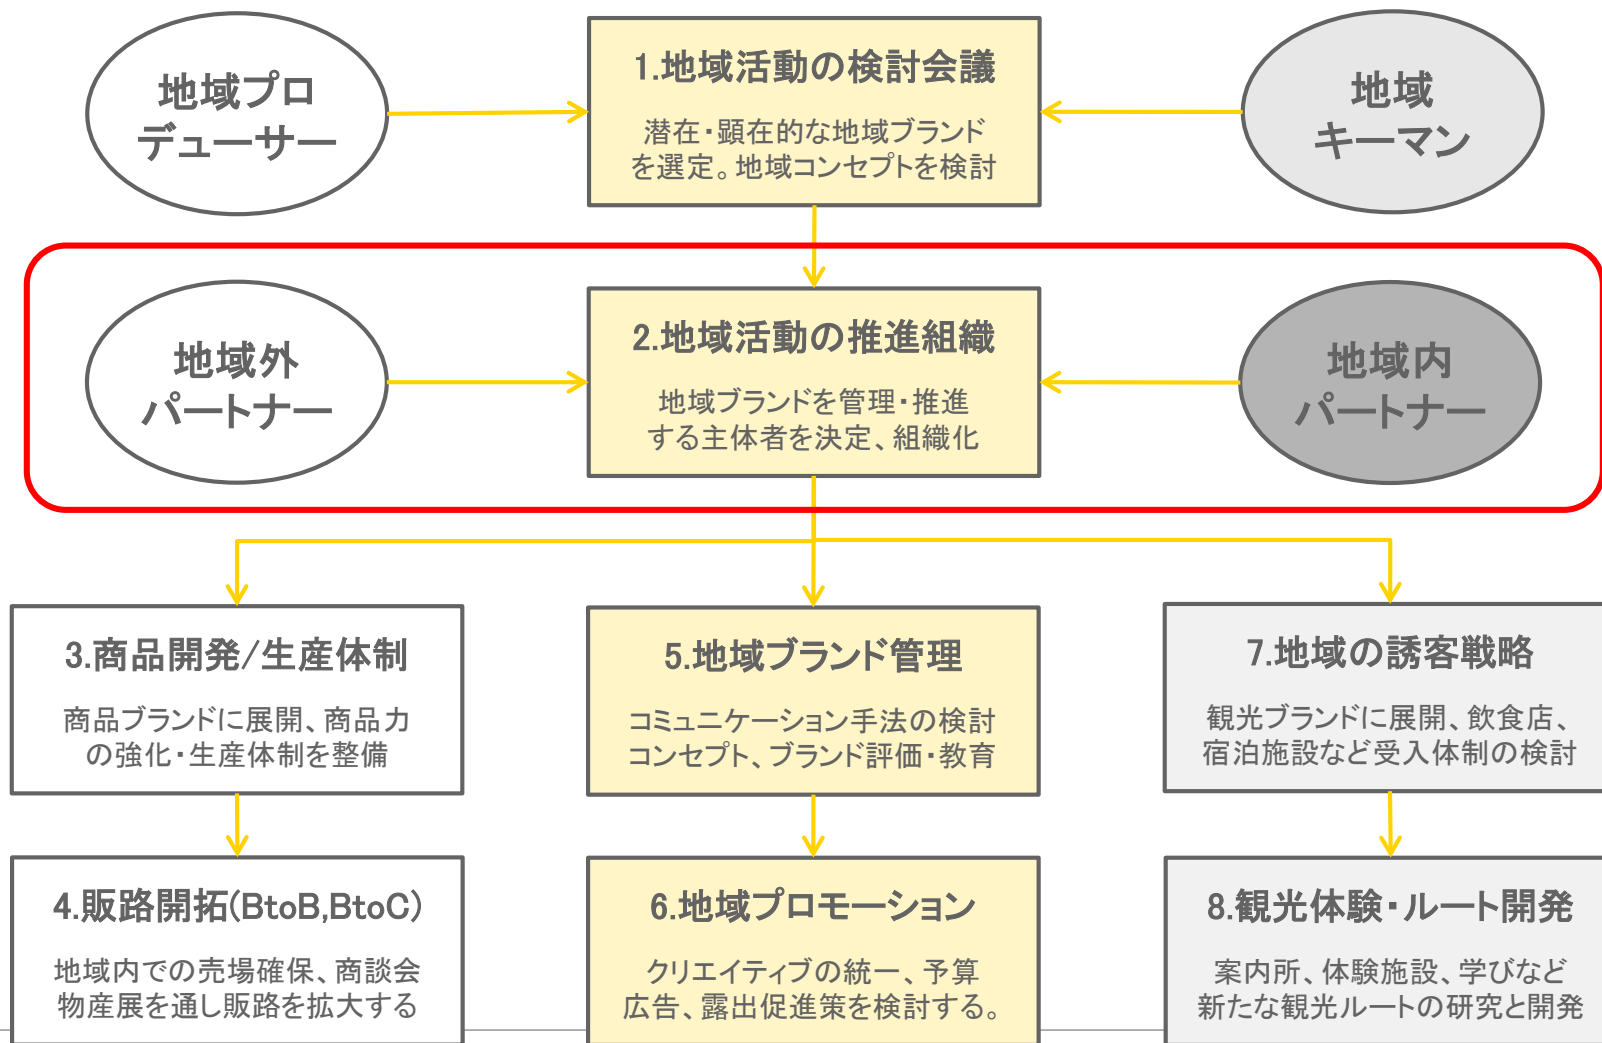 地域プロ
デューサー
1.地域活動の検討会議
潜在・顕在的な地域ブランド
を選定。地域コンセプトを検討
地域
キーマン
地域外
パートナー
2.地域活動の推進組織
地域ブランドを管理・推進
する主体者を決定、組織化
地域内
パートナー
3.商品開発/生産体制
商品ブランドに展開、商品力
の強化・生産体制を整備
5.地域ブランド管理
コミュニケーション手法の検討
コンセプト、ブランド評価・教育
7.地域の誘客戦略
観光ブランドに展開、飲食店、
宿泊施設など受入体制の検討
4.販路開拓(BtoB,BtoC)
地域内での売場確保、商談会
物産展を通し販路を拡大する
6.地域プロモーション
クリエイティブの統一、予算
広告、露出促進策を検討する。
8.観光体験・ルート開発
案内所、体験施設、学びなど
新たな観光ルートの研究と開発